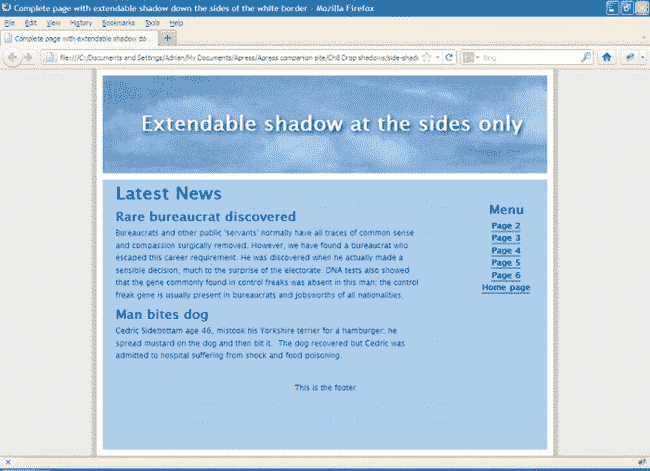 Complete page with extendable shadow down the sides of the white border - Mozilla Firefox
File Edit View History Bookmarks Tools Help
Complete page with extendable shadow do...
file:///C:/Documents and Settings/Adrian/My Documents/Apress/Apress companion site/Ch8 Drop shadows/side-shad
Bing
Extendable shadow at the sides only
Latest News
Rare bureaucrat discovered
Bureaucrats and other public 'servants' normally have all traces of common sense
and compassion surgically removed. However, we have found a bureaucrat who
escaped this career requirement. He was discovered when he actually made a
sensible decision, much to the surprise of the electorate. DNA tests also showed
that the gene commonly found in control freaks was absent in this man; the control
freak gene is usually present in bureaucrats and jobsworths of all nationalities.
Man bites dog
Cedric Sidebottam age 46, mistook his Yorkshire terrier for a hamburger; he
spread mustard on the dog and then bit it. The dog recovered but Cedric was
admitted to hospital suffering from shock and food poisoning.
Menu
Page 2
Page 3
Page 4
Page 5
Page 6
Home page
This is the footer